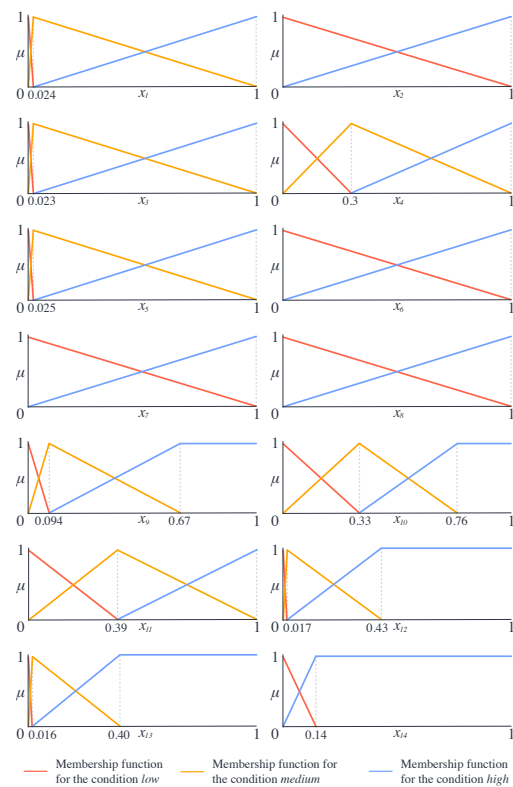 1 1
μ μ
0 0.024 x1 1 0 x2 1
1 1
μ μ
0 0.023 x3 1 0 0.3 x4 1
1 1
μ μ
0 0.025 x5 1 0 x6 1
1 1
μ μ
0 x7 1 0 x8 1
1 1
μ μ
0 0.094 x9 0.67 1 0 0.33 x10 0.76 1
1 1
μ μ
0 0.39 x11 1 0 0.017 0.43 x12 1
1 1
μ μ
0 0.016 0.40 x13 1 0 0.14 x14 1
Membership function for the condition low
Membership function for the condition medium
Membership function for the condition high